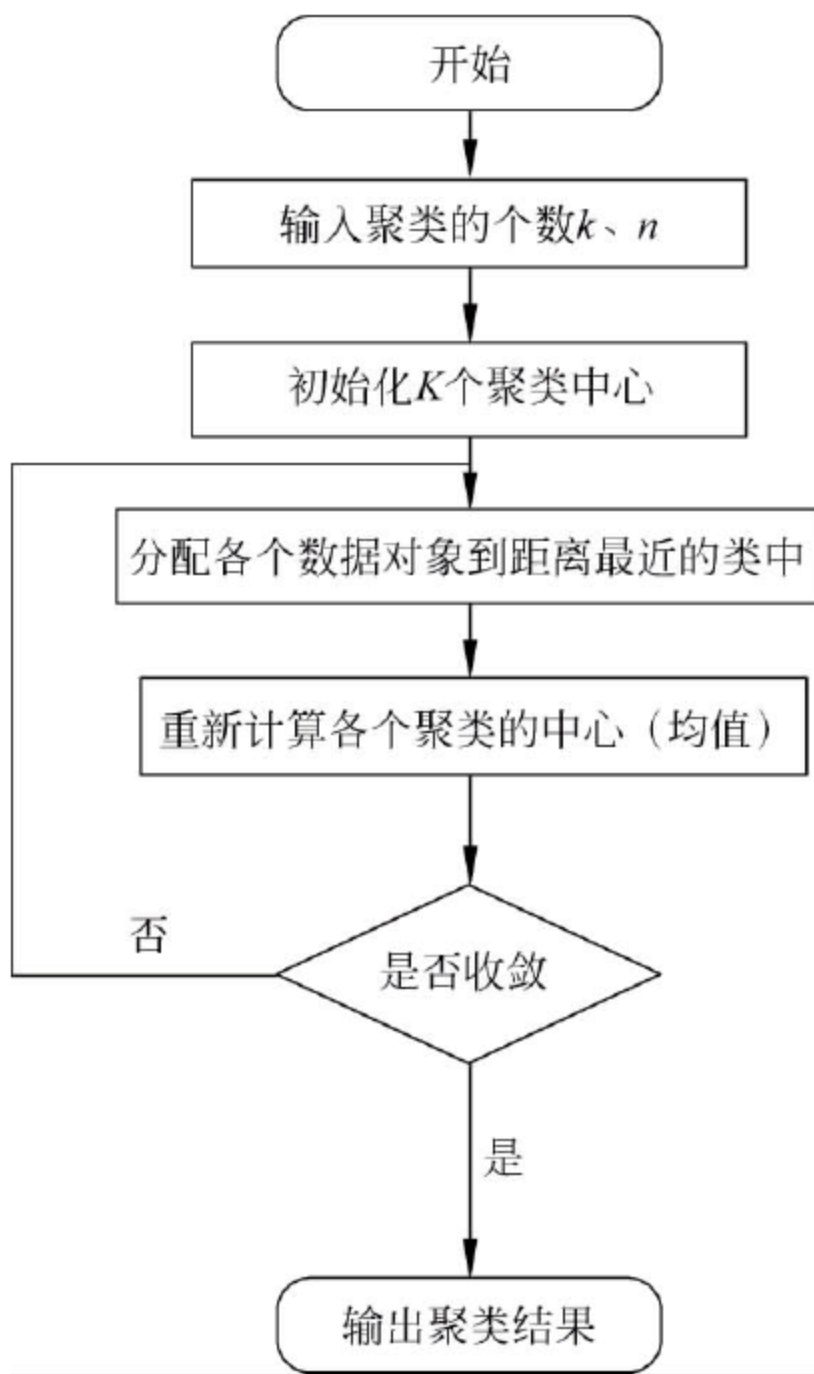 开始
输入聚类的个数k、n
初始化K个聚类中心
分配各个数据对象到距离最近的类中
重新计算各个聚类的中心（均值）
否
是否收敛
是
输出聚类结果